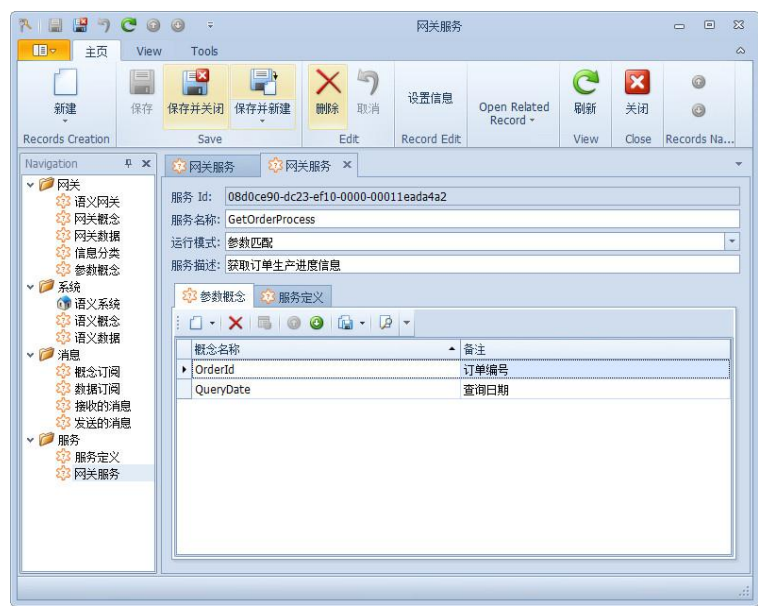 网关服务
主页 View Tools
新建 保存 保存并关闭 保存并新建 删除 取消 设置信息 Open Related Record 刷新 关闭
Records Creation Save Edit Record Edit View Close Records Na...
Navigation
网关
语义网关
网关概念
网关数据
信息分类
参数概念
系统
语义系统
语义概念
语义数据
消息
概念订阅
数据订阅
接收的消息
发送的消息
服务
服务定义
网关服务
网关服务 网关服务
服务 Id: 08d0ce90-dc23-ef10-0000-00011eada4a2
服务名称: GetOrderProcess
运行模式: 参数匹配
服务描述: 获取订单生产进度信息
参数概念 服务定义
概念名称 备注
OrderId 订单编号
QueryDate 查询日期